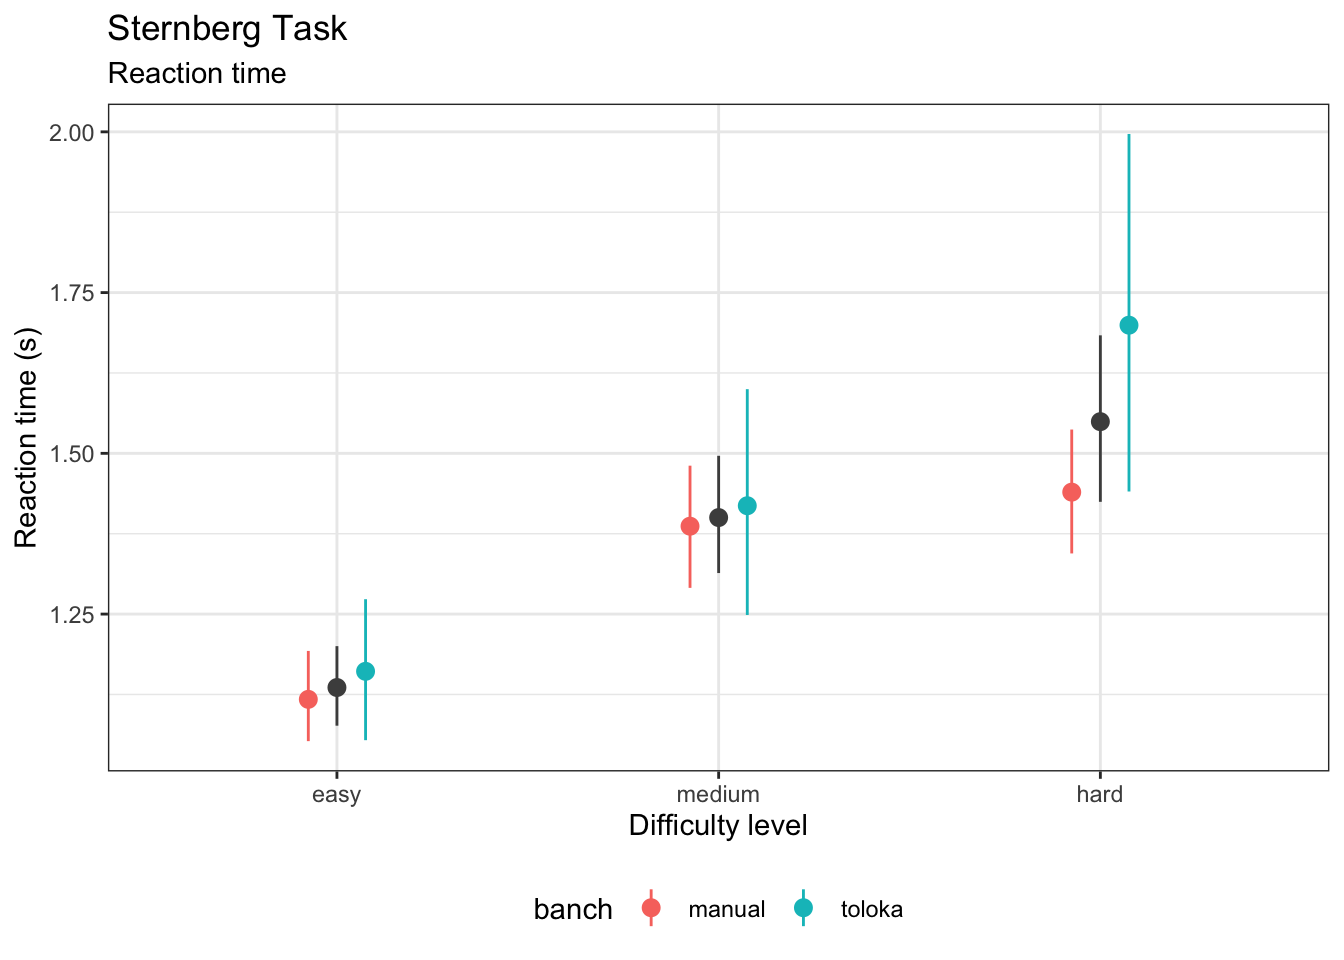 Sternberg Task
Reaction time
2.00
1.75
1.50
1.25
Reaction time (s)
easy medium hard
Difficulty level
banch manual toloka